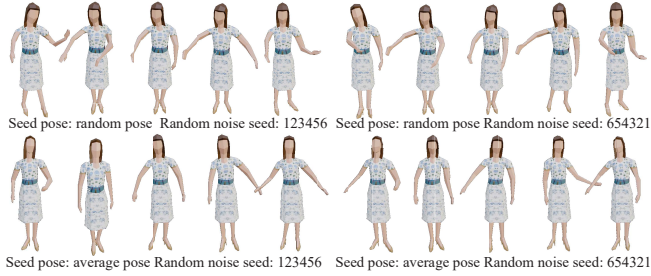 Seed pose: random pose Random noise seed: 123456
Seed pose: random pose Random noise seed: 654321
Seed pose: average pose Random noise seed: 123456
Seed pose: average pose Random noise seed: 654321